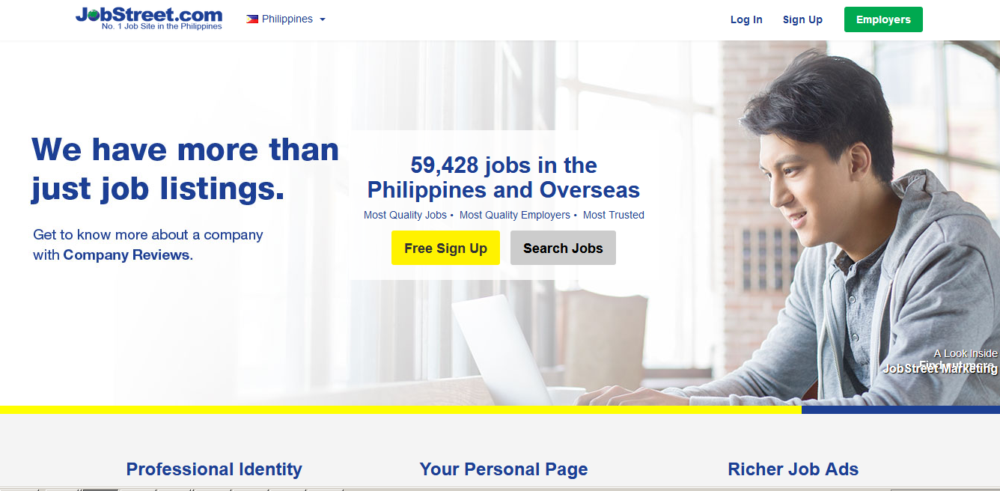 JobStreet.com
No. 1 Job Site in the Philippines
Philippines
Log In
Sign Up
Employers
We have more than
just job listings.
Get to know more about a company
with Company Reviews.
59,428 jobs in the
Philippines and Overseas
Most Quality Jobs • Most Quality Employers • Most Trusted
Free Sign Up
Search Jobs
A Look Inside
Find out more
JobStreet Marketing
Professional Identity
Your Personal Page
Richer Job Ads